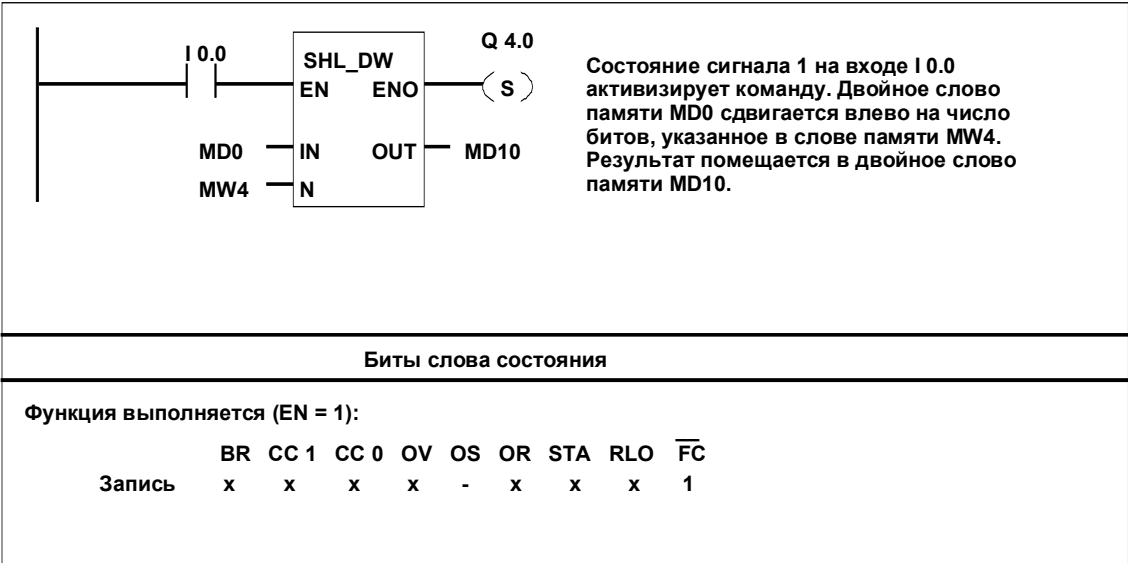 I 0.0
Q 4.0
SHL_DW
EN ENO
S
MD0 IN OUT MD10
MW4 N
Состояние сигнала 1 на входе I 0.0
активизирует команду. Двойное слово
памяти MD0 сдвигается влево на число
битов, указанное в слове памяти MW4.
Результат помещается в двойное слово
памяти MD10.
Биты слова состояния
Функция выполняется (EN = 1):
BR CC 1 CC 0 OV OS OR STA RLO F̅C̅
Запись x x x x - x x x 1